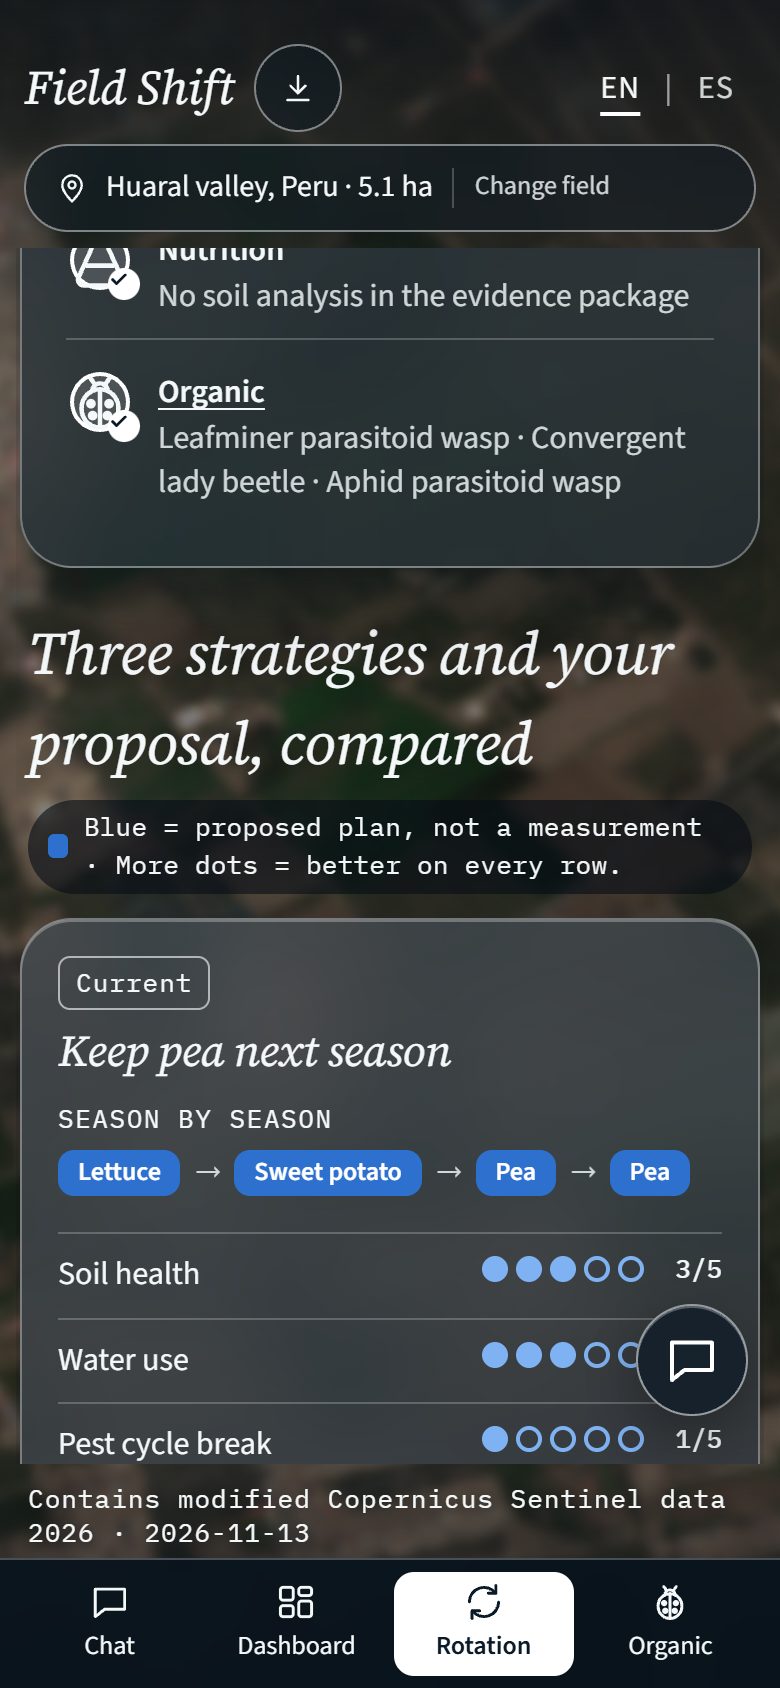 Field Shift
EN | ES
Huaral valley, Peru · 5.1 ha | Change field
Nutrition
No soil analysis in the evidence package
Organic
Leafminer parasitoid wasp · Convergent
lady beetle · Aphid parasitoid wasp
Three strategies and your
proposal, compared
Blue = proposed plan, not a measurement
· More dots = better on every row.
Current
Keep pea next season
SEASON BY SEASON
Lettuce → Sweet potato → Pea → Pea
Soil health 3/5
Water use
Pest cycle break 1/5
Contains modified Copernicus Sentinel data
2026 · 2026-11-13
Chat Dashboard Rotation Organic